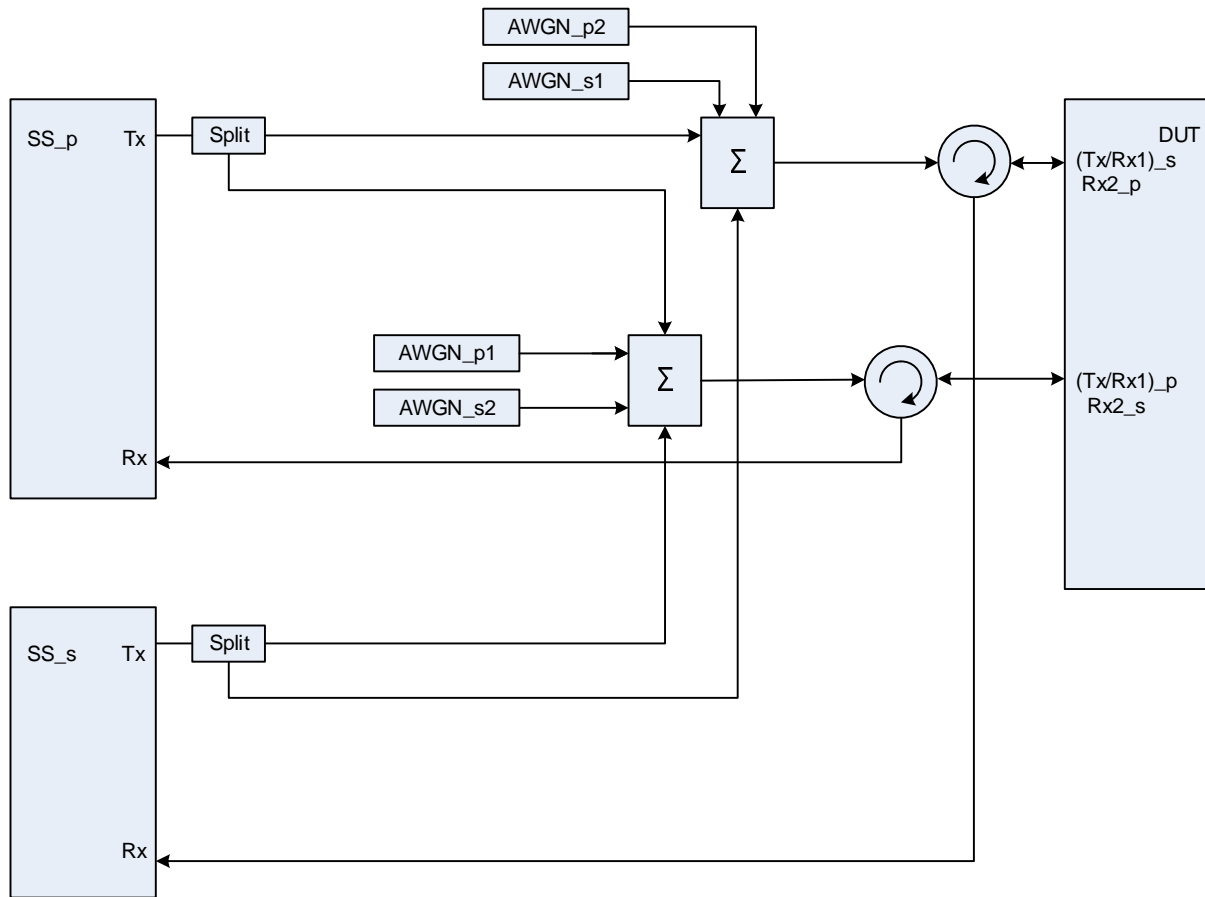 AWGN_p2
AWGN_s1
SS_p
Tx
Split
Σ
DUT
(Tx/Rx1)_s
Rx2_p
AWGN_p1
AWGN_s2
Σ
(Tx/Rx1)_p
Rx2_s
Rx
SS_s
Tx
Split
Rx